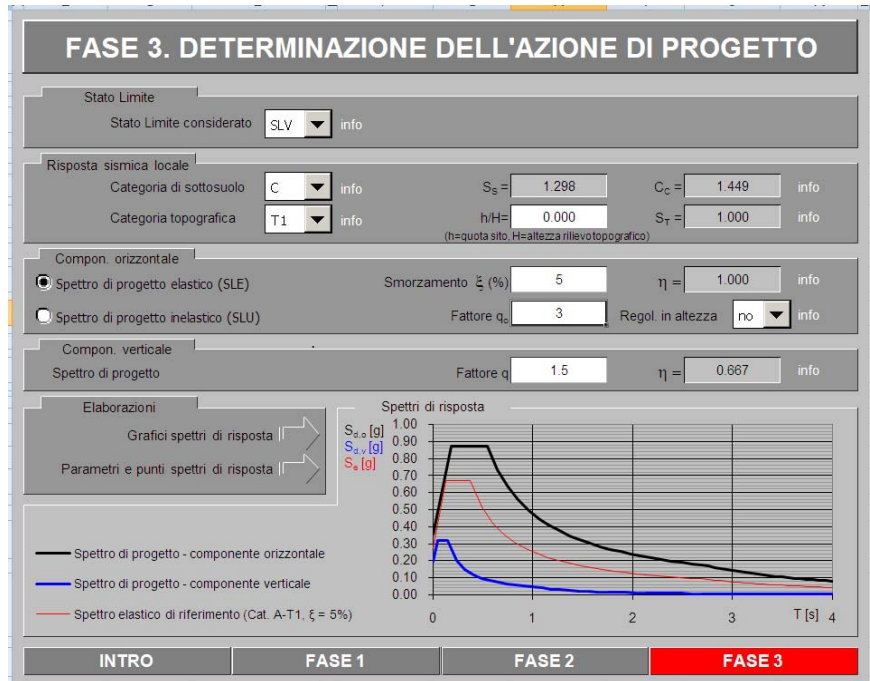 FASE 3. DETERMINAZIONE DELL'AZIONE DI PROGETTO
Stato Limite
Stato Limite considerato SLV info
Risposta sismica locale
Categoria di sottosuolo C info SS = 1.298 CC = 1.449 info
Categoria topografica T1 info h/H= 0.000 ST = 1.000 info
(h=quota sito, H=altezza rilievo topografico)
Compon. orizzontale
Spettro di progetto elastico (SLE) Smorzamento ξ (%) 5 η = 1.000 info
Spettro di progetto inelastico (SLU) Fattore qo 3 Regol. in altezza no info
Compon. verticale
Spettro di progetto Fattore q 1.5 η = 0.667 info
Elaborazioni
Grafici spettri di risposta
Parametri e punti spettri di risposta
Spettri di risposta
Sd,o [g]
Sd,v [g]
Se [g]
1.00
0.90
0.80
0.70
0.60
0.50
0.40
0.30
0.20
0.10
0.00
0 1 2 3 T [s] 4
Spettro di progetto - componente orizzontale
Spettro di progetto - componente verticale
Spettro elastico di riferimento (Cat. A-T1, ξ = 5%)
INTRO FASE 1 FASE 2 FASE 3